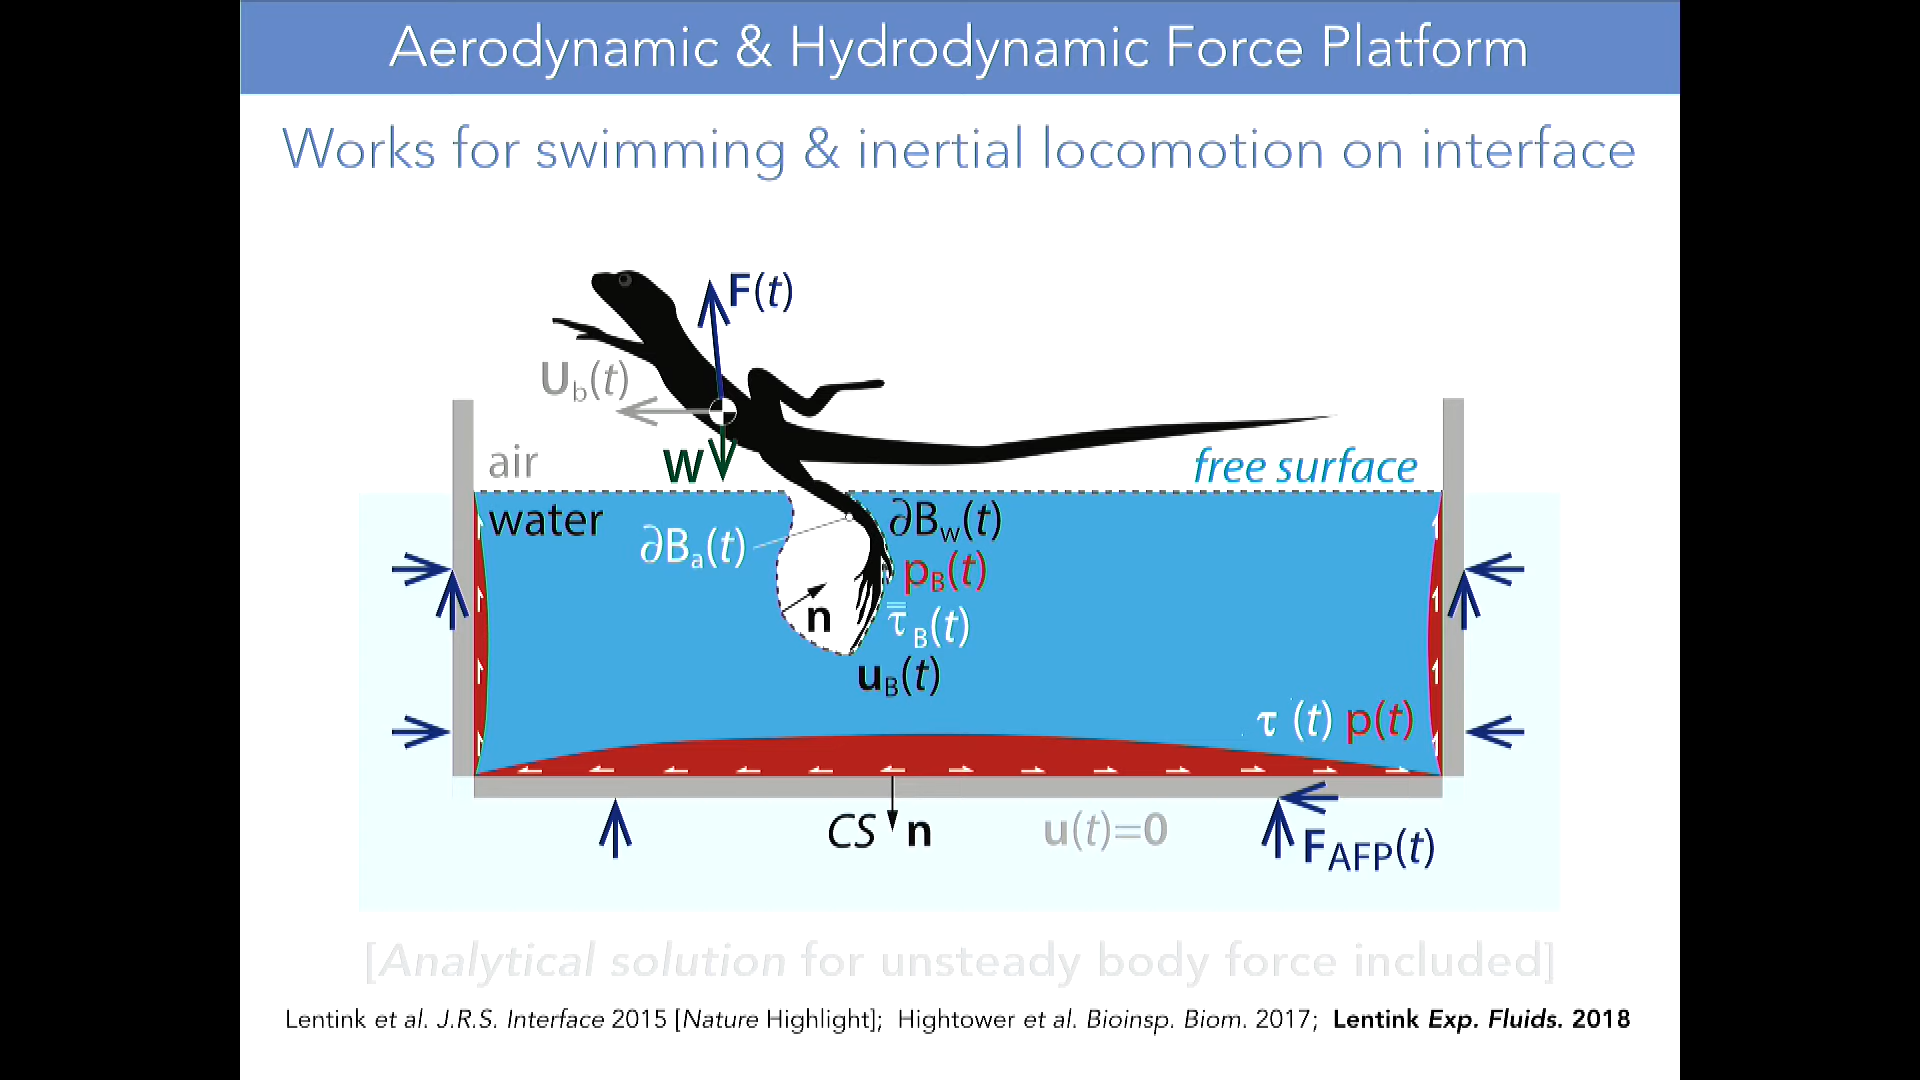 Aerodynamic & Hydrodynamic Force Platform
Works for swimming & inertial locomotion on interface
F(t)
U_b(t)
W
air
free surface
water
∂B_w(t)
∂B_a(t)
p_B(t)
n
τ̿_B(t)
u_B(t)
τ (t) p(t)
CS n
u(t)=0
F_AFP(t)
[Analytical solution for unsteady body force included]
Lentink et al. J.R.S. Interface 2015 [Nature Highlight]; Hightower et al. Bioinsp. Biom. 2017; Lentink Exp. Fluids. 2018